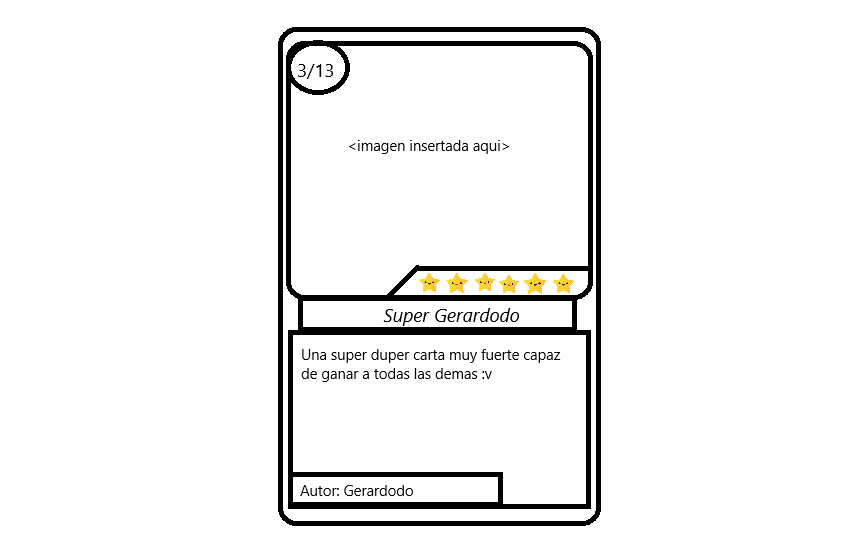 3/13
<imagen insertada aqui>
Super Gerardodo
Una super duper carta muy fuerte capaz
de ganar a todas las demas :v
Autor: Gerardodo